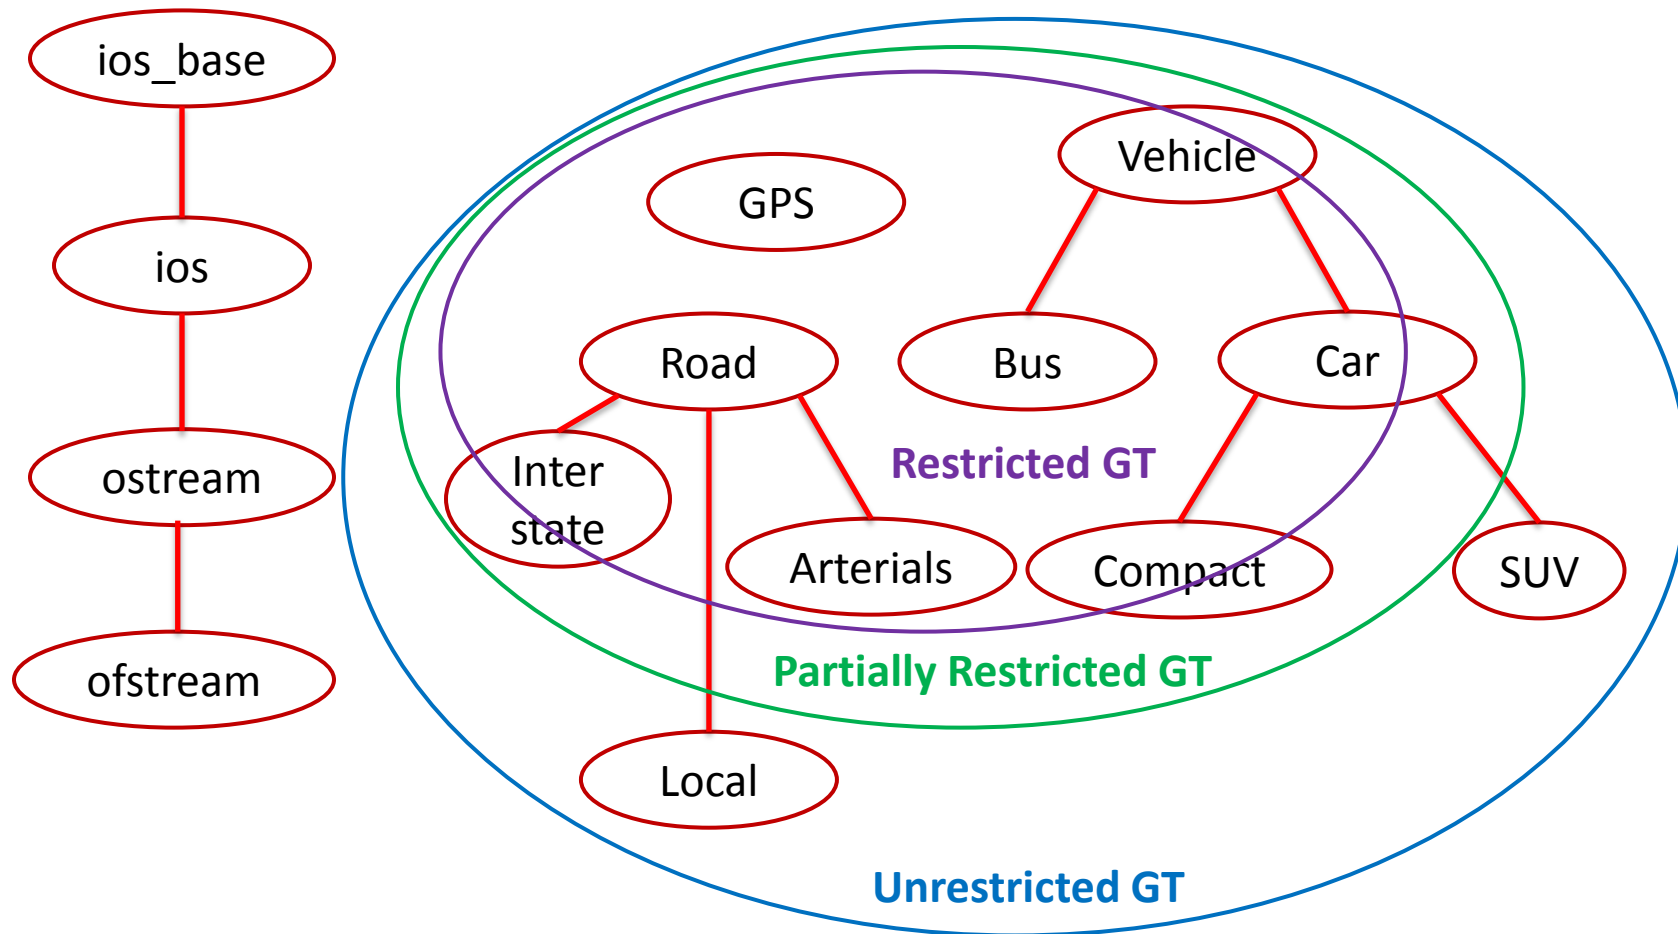 ios_base
ios
ostream
ofstream
GPS
Vehicle
Road
Bus
Car
Inter
state
Restricted GT
Arterials
Compact
SUV
Partially Restricted GT
Local
Unrestricted GT